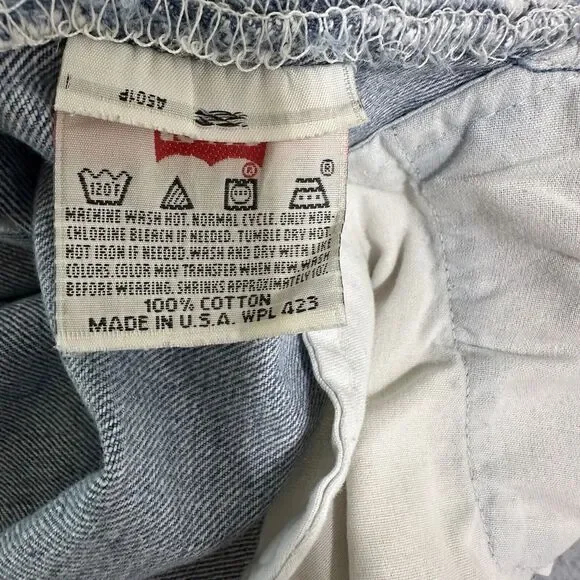 A501P
®
®
120F
MACHINE WASH HOT. NORMAL CYCLE. ONLY NON-
CHLORINE BLEACH IF NEEDED. TUMBLE DRY HOT
HOT IRON IF NEEDED. WASH AND DRY WITH LIKE
COLORS. COLOR MAY TRANSFER WHEN NEW. WASH
BEFORE WEARING. SHRINKS APPROXIMATELY 10%.
100% COTTON
MADE IN U.S.A. WPL 423